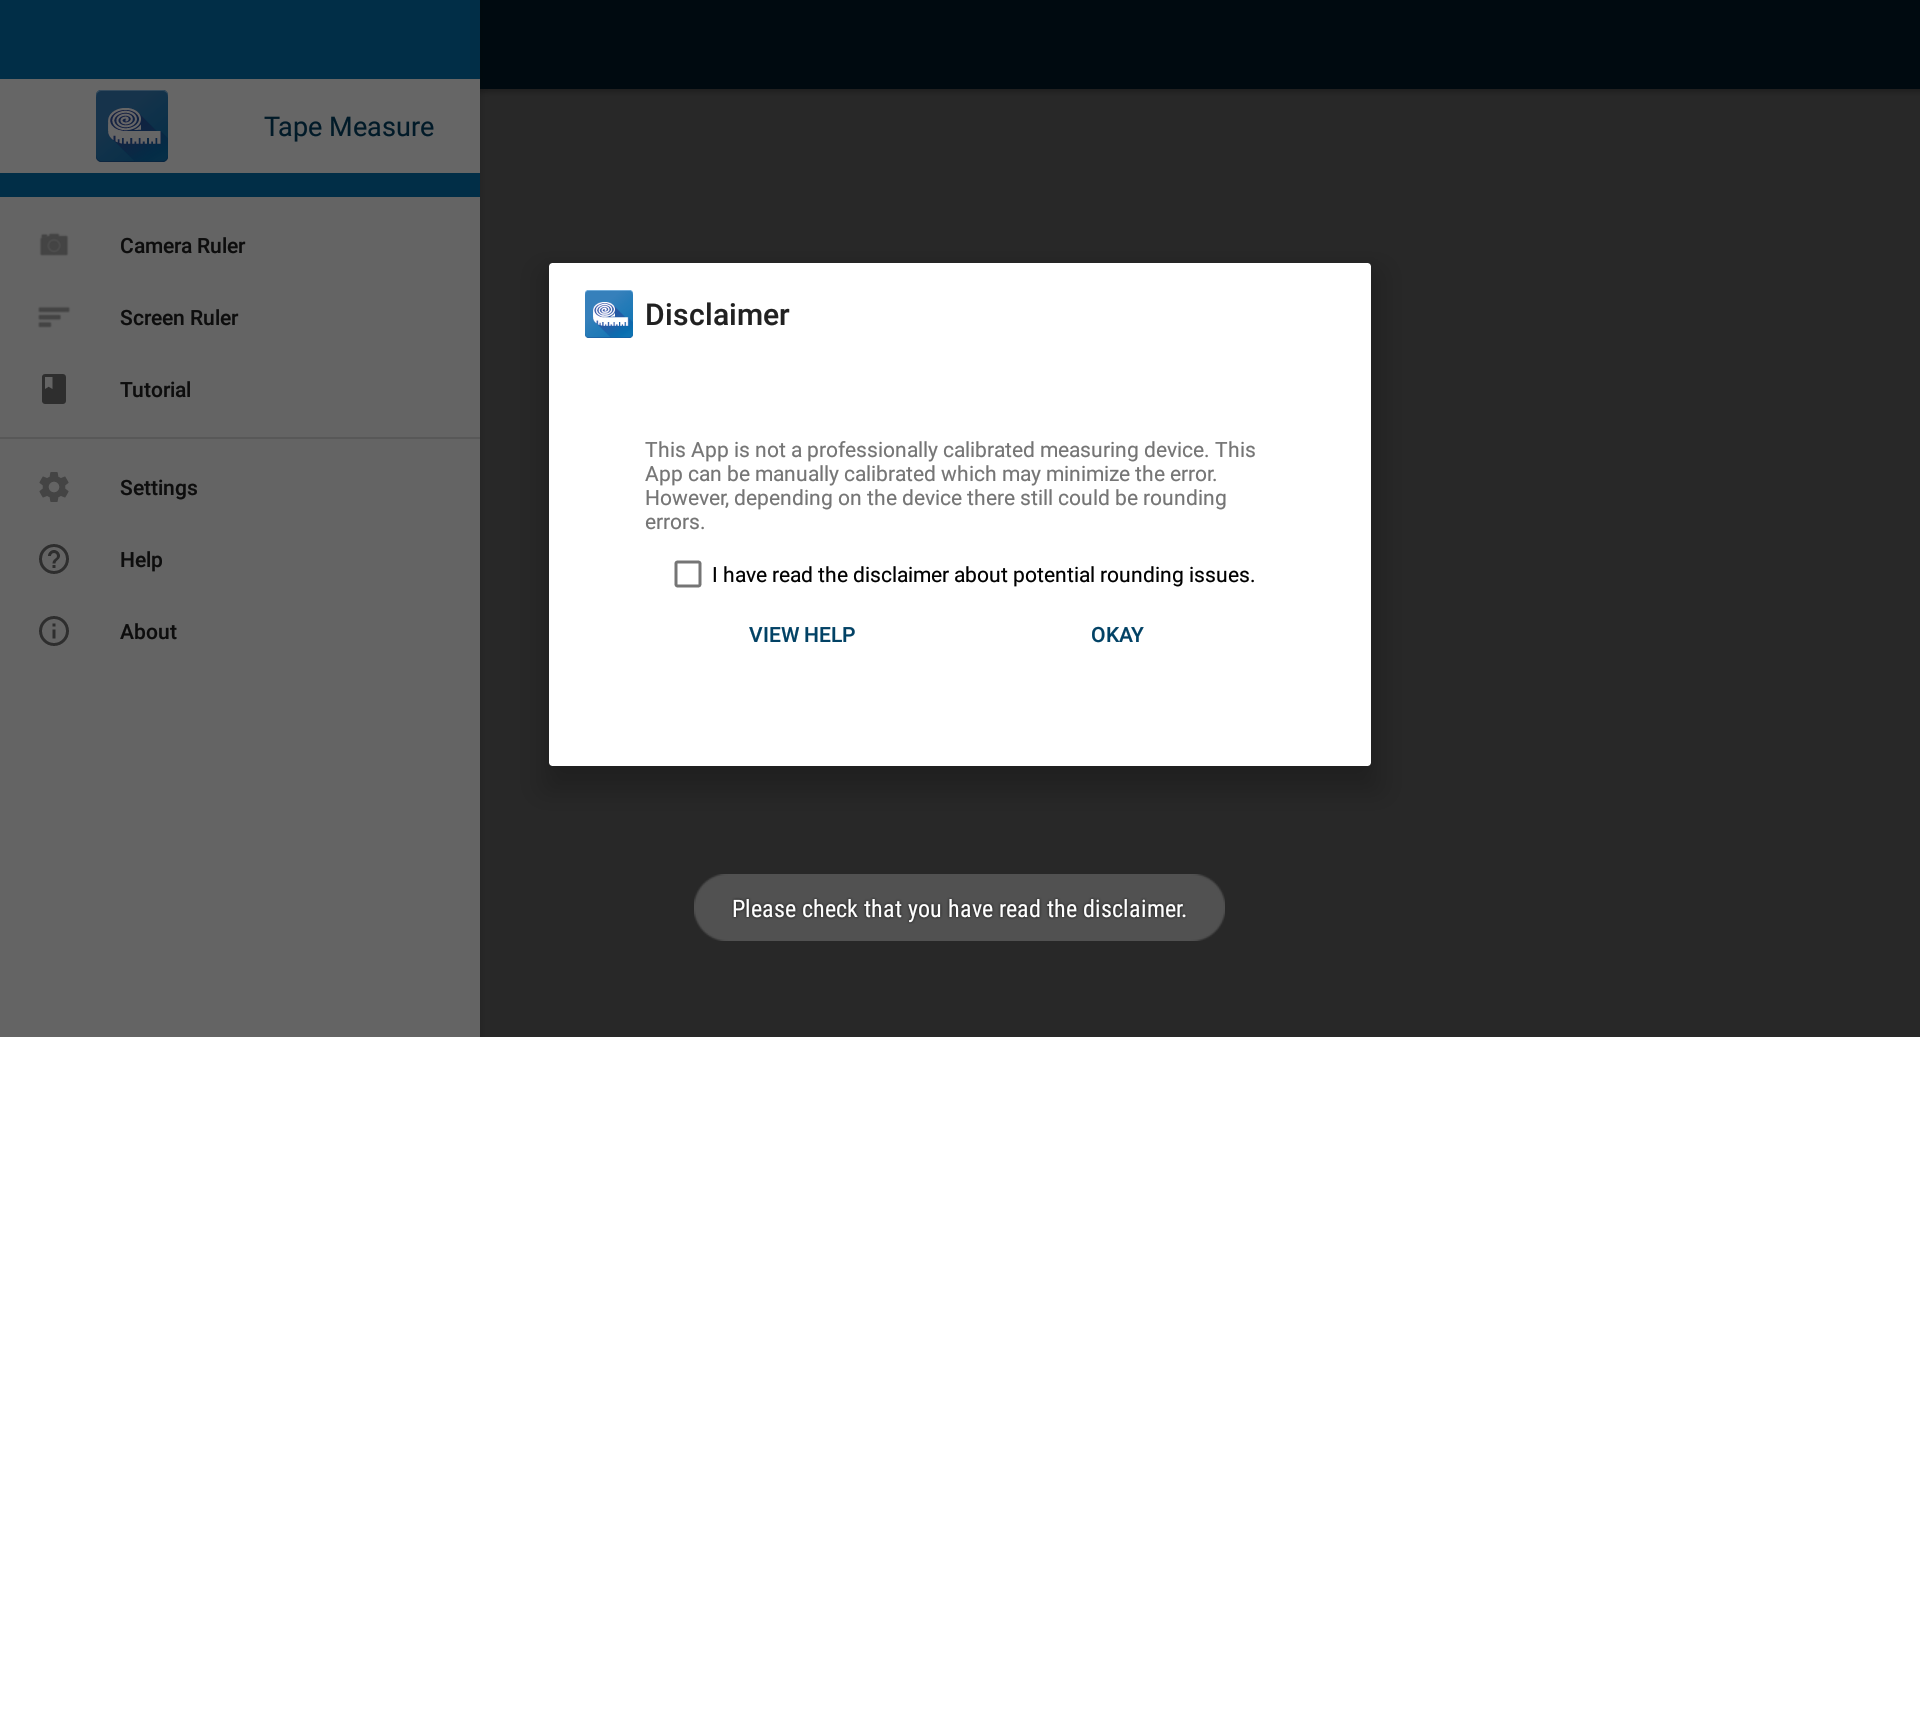 Tape Measure
Camera Ruler
Screen Ruler
Tutorial
Settings
Help
About
Disclaimer
This App is not a professionally calibrated measuring device. This
App can be manually calibrated which may minimize the error.
However, depending on the device there still could be rounding
errors.
I have read the disclaimer about potential rounding issues.
VIEW HELP
OKAY
Please check that you have read the disclaimer.